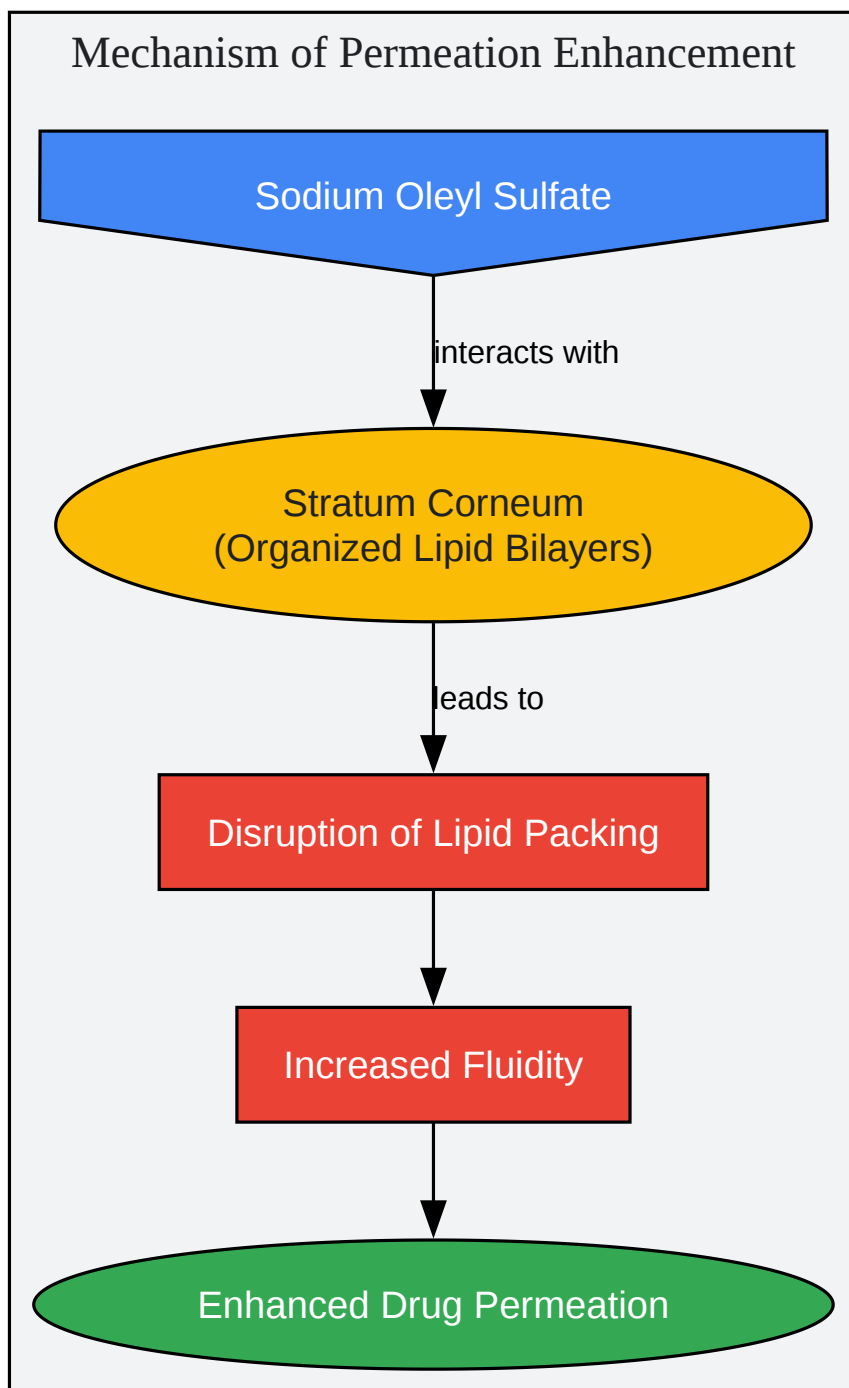 Mechanism of Permeation Enhancement
Sodium Oleyl Sulfate
interacts with
Stratum Corneum
(Organized Lipid Bilayers)
leads to
Disruption of Lipid Packing
Increased Fluidity
Enhanced Drug Permeation